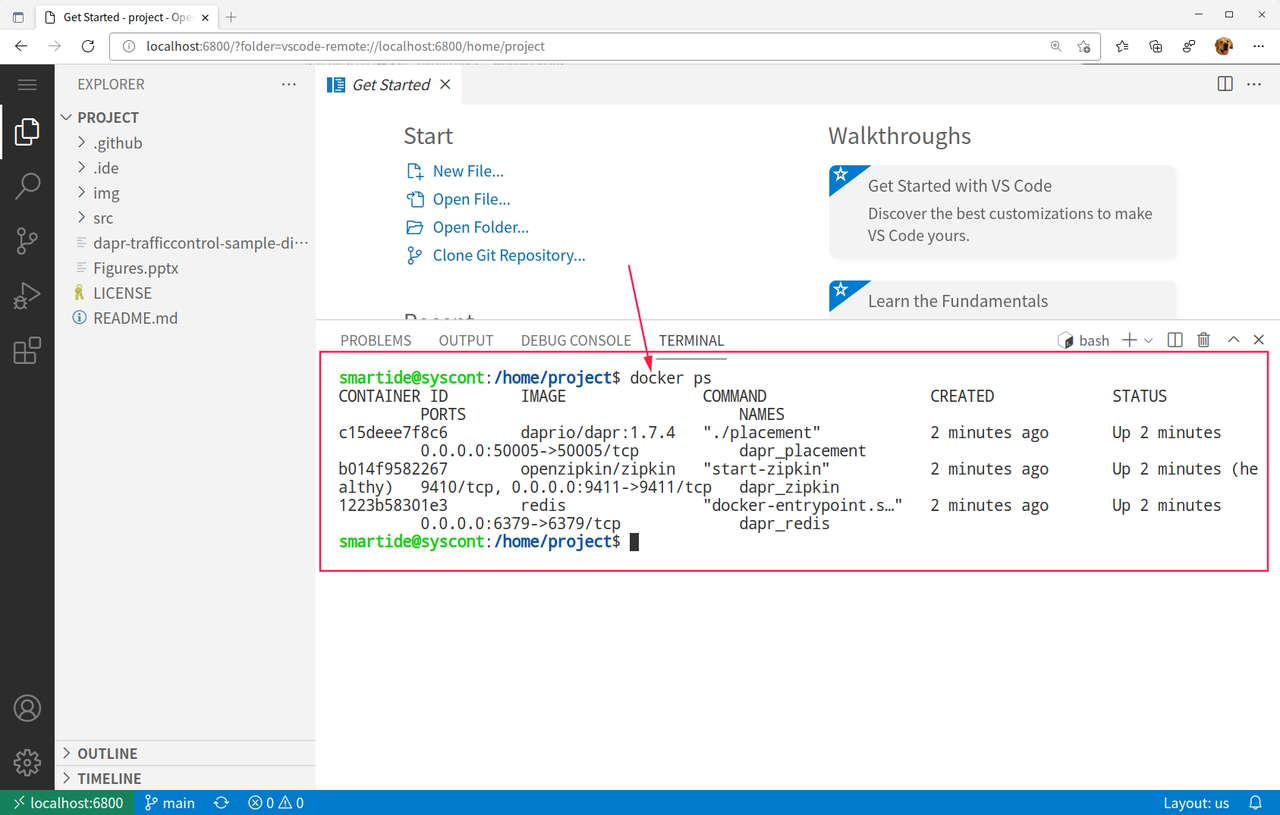 Get Started - project - Ope
localhost:6800/?folder=vscode-remote://localhost:6800/home/project
EXPLORER
PROJECT
.github
.ide
img
src
dapr-trafficcontrol-sample-di···
Figures.pptx
LICENSE
README.md
OUTLINE
TIMELINE
Get Started
Start
New File...
Open File...
Open Folder...
Clone Git Repository...
Recent
Walkthroughs
Get Started with VS Code
Discover the best customizations to make
VS Code yours.
Learn the Fundamentals
PROBLEMS OUTPUT DEBUG CONSOLE TERMINAL bash
smartide@syscont:/home/project$ docker ps
CONTAINER ID IMAGE COMMAND CREATED STATUS
PORTS NAMES
c15deee7f8c6 daprio/dapr:1.7.4 "./placement" 2 minutes ago Up 2 minutes
0.0.0.0:50005->50005/tcp dapr_placement
b014f9582267 openzipkin/zipkin "start-zipkin" 2 minutes ago Up 2 minutes (he
althy) 9410/tcp, 0.0.0.0:9411->9411/tcp dapr_zipkin
1223b58301e3 redis "docker-entrypoint.s…" 2 minutes ago Up 2 minutes
0.0.0.0:6379->6379/tcp dapr_redis
smartide@syscont:/home/project$
localhost:6800 main 0 0 Layout: us